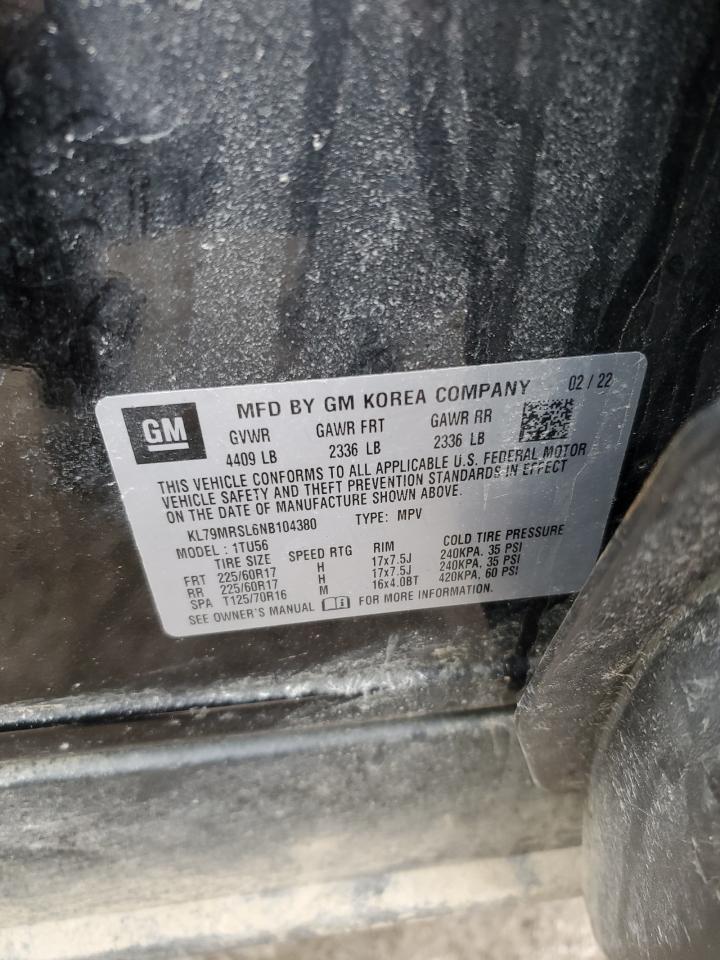 GM
MFD BY GM KOREA COMPANY 02 / 22
GVWR GAWR FRT GAWR RR
4409 LB 2336 LB 2336 LB
THIS VEHICLE CONFORMS TO ALL APPLICABLE U.S. FEDERAL MOTOR
VEHICLE SAFETY AND THEFT PREVENTION STANDARDS IN EFFECT
ON THE DATE OF MANUFACTURE SHOWN ABOVE.
KL79MRSL6NB104380 TYPE: MPV
MODEL: 1TU56
TIRE SIZE SPEED RTG RIM COLD TIRE PRESSURE
FRT 225/60R17 H 17x7.5J 240KPA, 35 PSI
RR 225/60R17 H 17x7.5J 240KPA, 35 PSI
SPA T125/70R16 M 16x4.0BT 420KPA, 60 PSI
SEE OWNER'S MANUAL FOR MORE INFORMATION.